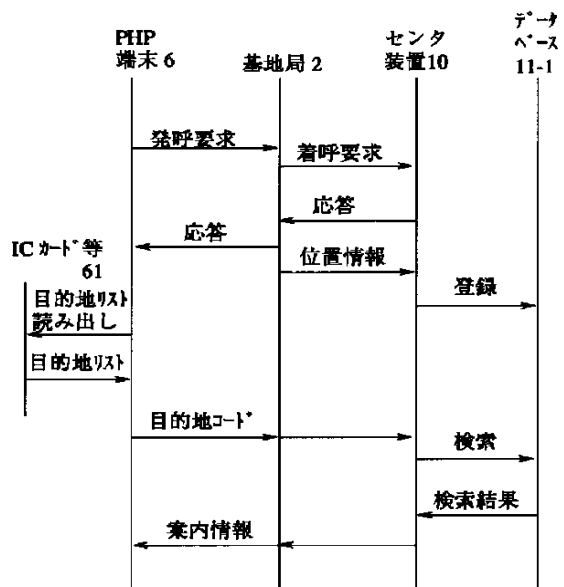 PHP
端末 6
基地局 2
センタ
装置10
データ
ベース
11-1
発呼要求
着呼要求
応答
応答
位置情報
ICカード等
61
登録
目的地リスト
読み出し
目的地リスト
目的地コード
検索
検索結果
案内情報